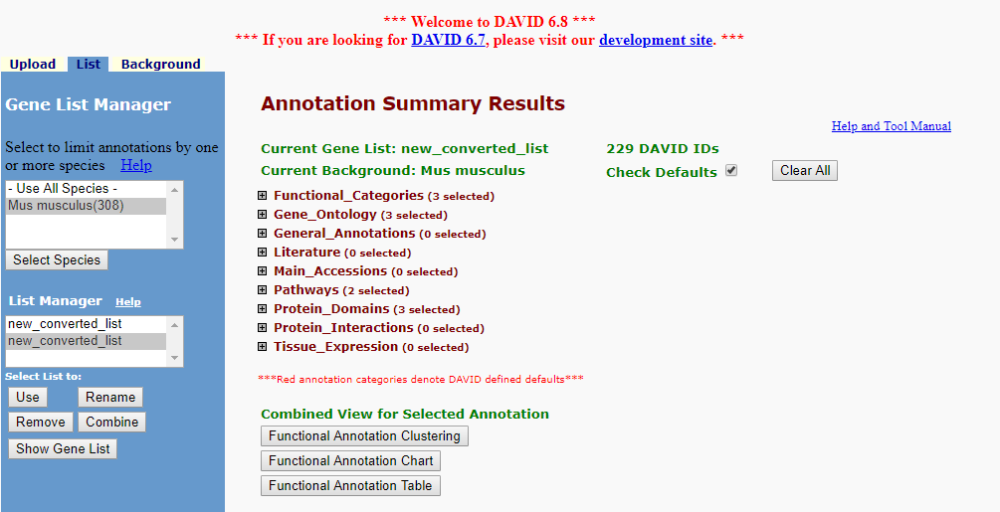 *** Welcome to DAVID 6.8 ***
*** If you are looking for DAVID 6.7, please visit our development site. ***
Upload List Background
Gene List Manager
Select to limit annotations by one
or more species Help
- Use All Species -
Mus musculus(308)
Select Species
List Manager Help
new_converted_list
new_converted_list
Select List to:
Use Rename
Remove Combine
Show Gene List
Annotation Summary Results
Help and Tool Manual
Current Gene List: new_converted_list 229 DAVID IDs
Current Background: Mus musculus Check Defaults Clear All
Functional_Categories (3 selected)
Gene_Ontology (3 selected)
General_Annotations (0 selected)
Literature (0 selected)
Main_Accessions (0 selected)
Pathways (2 selected)
Protein_Domains (3 selected)
Protein_Interactions (0 selected)
Tissue_Expression (0 selected)
***Red annotation categories denote DAVID defined defaults***
Combined View for Selected Annotation
Functional Annotation Clustering
Functional Annotation Chart
Functional Annotation Table